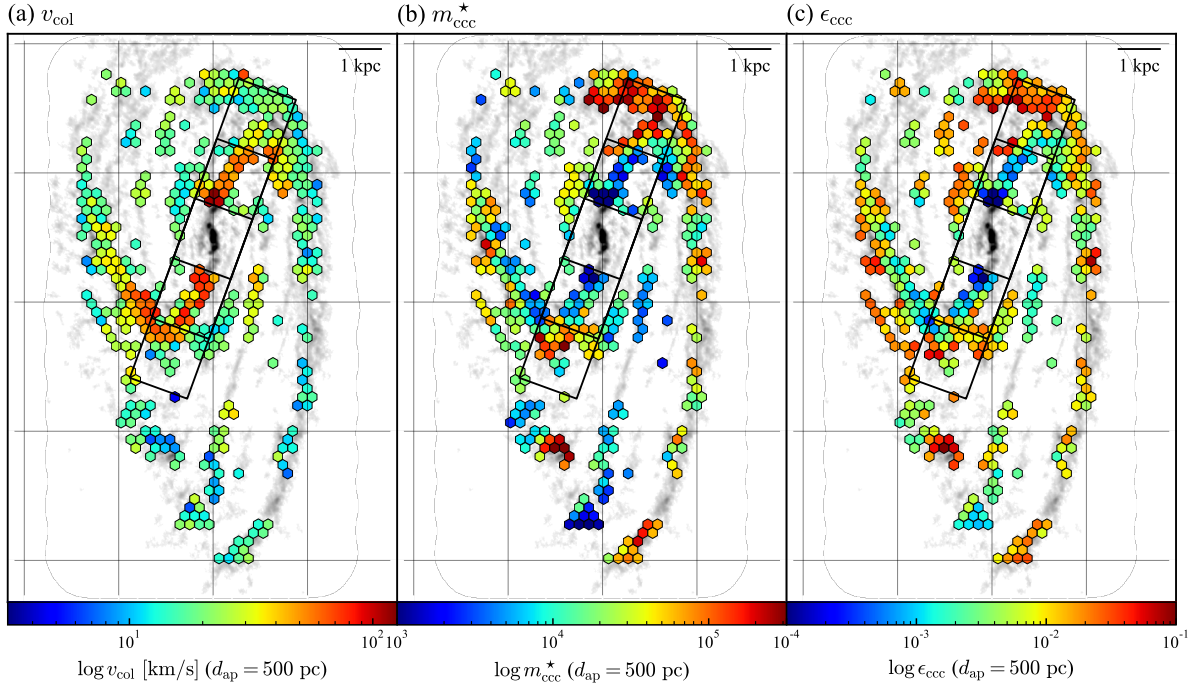 (a) v_col
(b) m_ccc^⋆
(c) ϵ_ccc
1 kpc
1 kpc
1 kpc
10^1 10^2
10^3 10^4 10^5
10^-4 10^-3 10^-2 10^-1
log v_col [km/s] (d_ap = 500 pc)
log m_ccc^⋆ (d_ap = 500 pc)
log ϵ_ccc (d_ap = 500 pc)